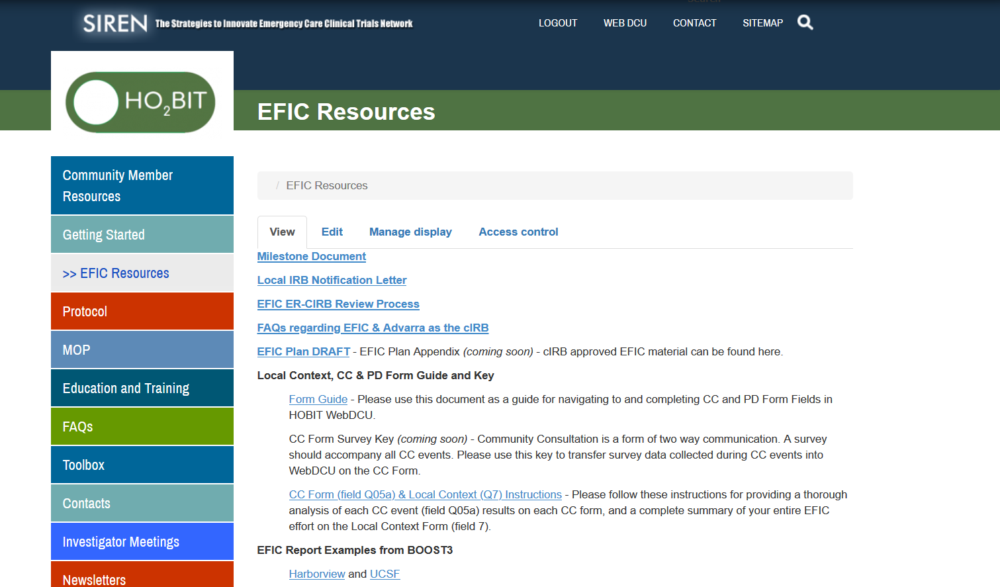 Search
SIREN The Strategies to Innovate Emergency Care Clinical Trials Network
LOGOUT WEB DCU CONTACT SITEMAP
HO2BIT
EFIC Resources
Community Member
Resources
Getting Started
>> EFIC Resources
Protocol
MOP
Education and Training
FAQs
Toolbox
Contacts
Investigator Meetings
Newsletters
/ EFIC Resources
View Edit Manage display Access control
Milestone Document
Local IRB Notification Letter
EFIC ER-CIRB Review Process
FAQs regarding EFIC & Advarra as the cIRB
EFIC Plan DRAFT - EFIC Plan Appendix (coming soon) - cIRB approved EFIC material can be found here.
Local Context, CC & PD Form Guide and Key
Form Guide - Please use this document as a guide for navigating to and completing CC and PD Form Fields in
HOBIT WebDCU.
CC Form Survey Key (coming soon) - Community Consultation is a form of two way communication. A survey
should accompany all CC events. Please use this key to transfer survey data collected during CC events into
WebDCU on the CC Form.
CC Form (field Q05a) & Local Context (Q7) Instructions - Please follow these instructions for providing a thorough
analysis of each CC event (field Q05a) results on each CC form, and a complete summary of your entire EFIC
effort on the Local Context Form (field 7).
EFIC Report Examples from BOOST3
Harborview and UCSF